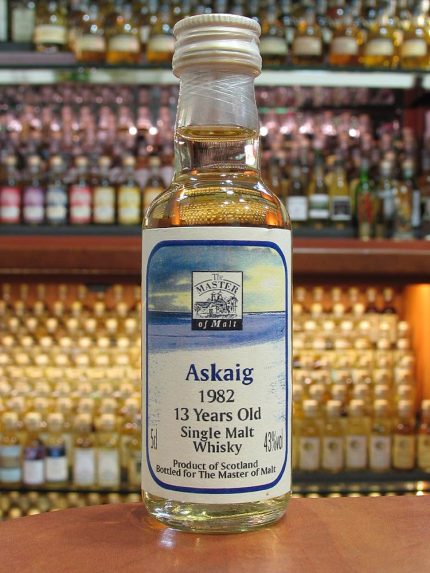 The
MASTER
of Malt
Askaig
1982
13 Years Old
Single Malt
5cl Whisky 43%vol
Product of Scotland
Bottled for The Master of Malt